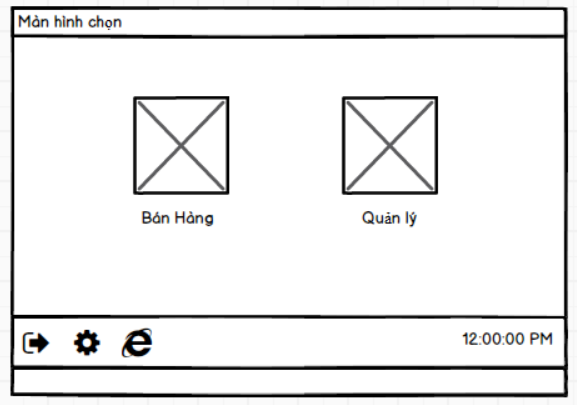 Màn hình chọn
Bán Hàng
Quản lý
12:00:00 PM